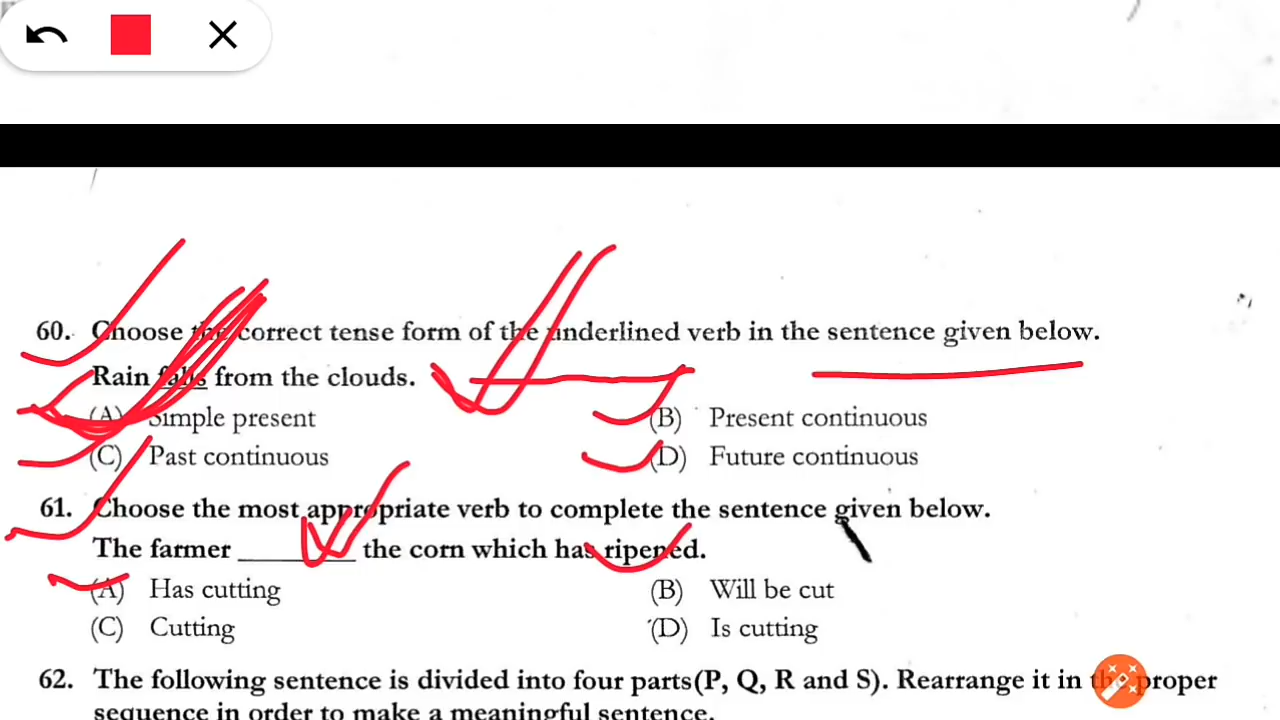 60. Choose the correct tense form of the underlined verb in the sentence given below.
Rain falls from the clouds.
(A) Simple present (B) Present continuous
(C) Past continuous (D) Future continuous
61. Choose the most appropriate verb to complete the sentence given below.
The farmer ________ the corn which has ripened.
(A) Has cutting (B) Will be cut
(C) Cutting (D) Is cutting
62. The following sentence is divided into four parts(P, Q, R and S). Rearrange it in the proper
sequence in order to make a meaningful sentence.